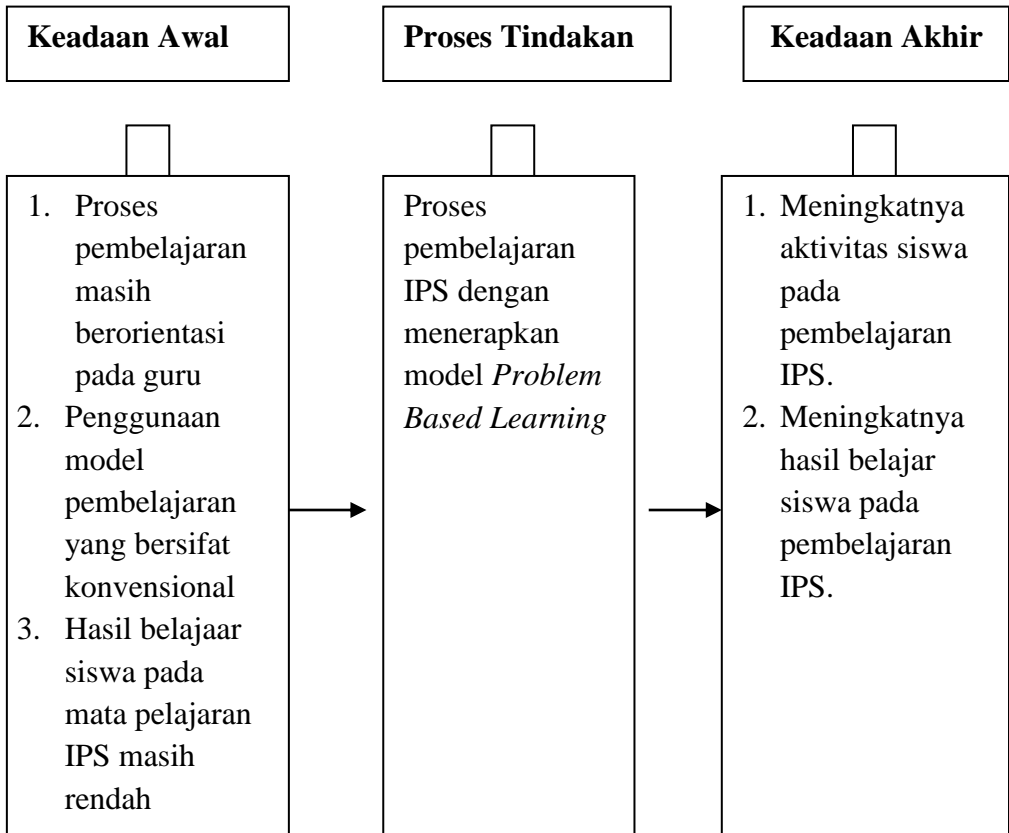 Keadaan Awal
Proses Tindakan
Keadaan Akhir
1. Proses
pembelajaran
masih
berorientasi
pada guru
2. Penggunaan
model
pembelajaran
yang bersifat
konvensional
3. Hasil belajaar
siswa pada
mata pelajaran
IPS masih
rendah
Proses
pembelajaran
IPS dengan
menerapkan
model Problem
Based Learning
1. Meningkatnya
aktivitas siswa
pada
pembelajaran
IPS.
2. Meningkatnya
hasil belajar
siswa pada
pembelajaran
IPS.